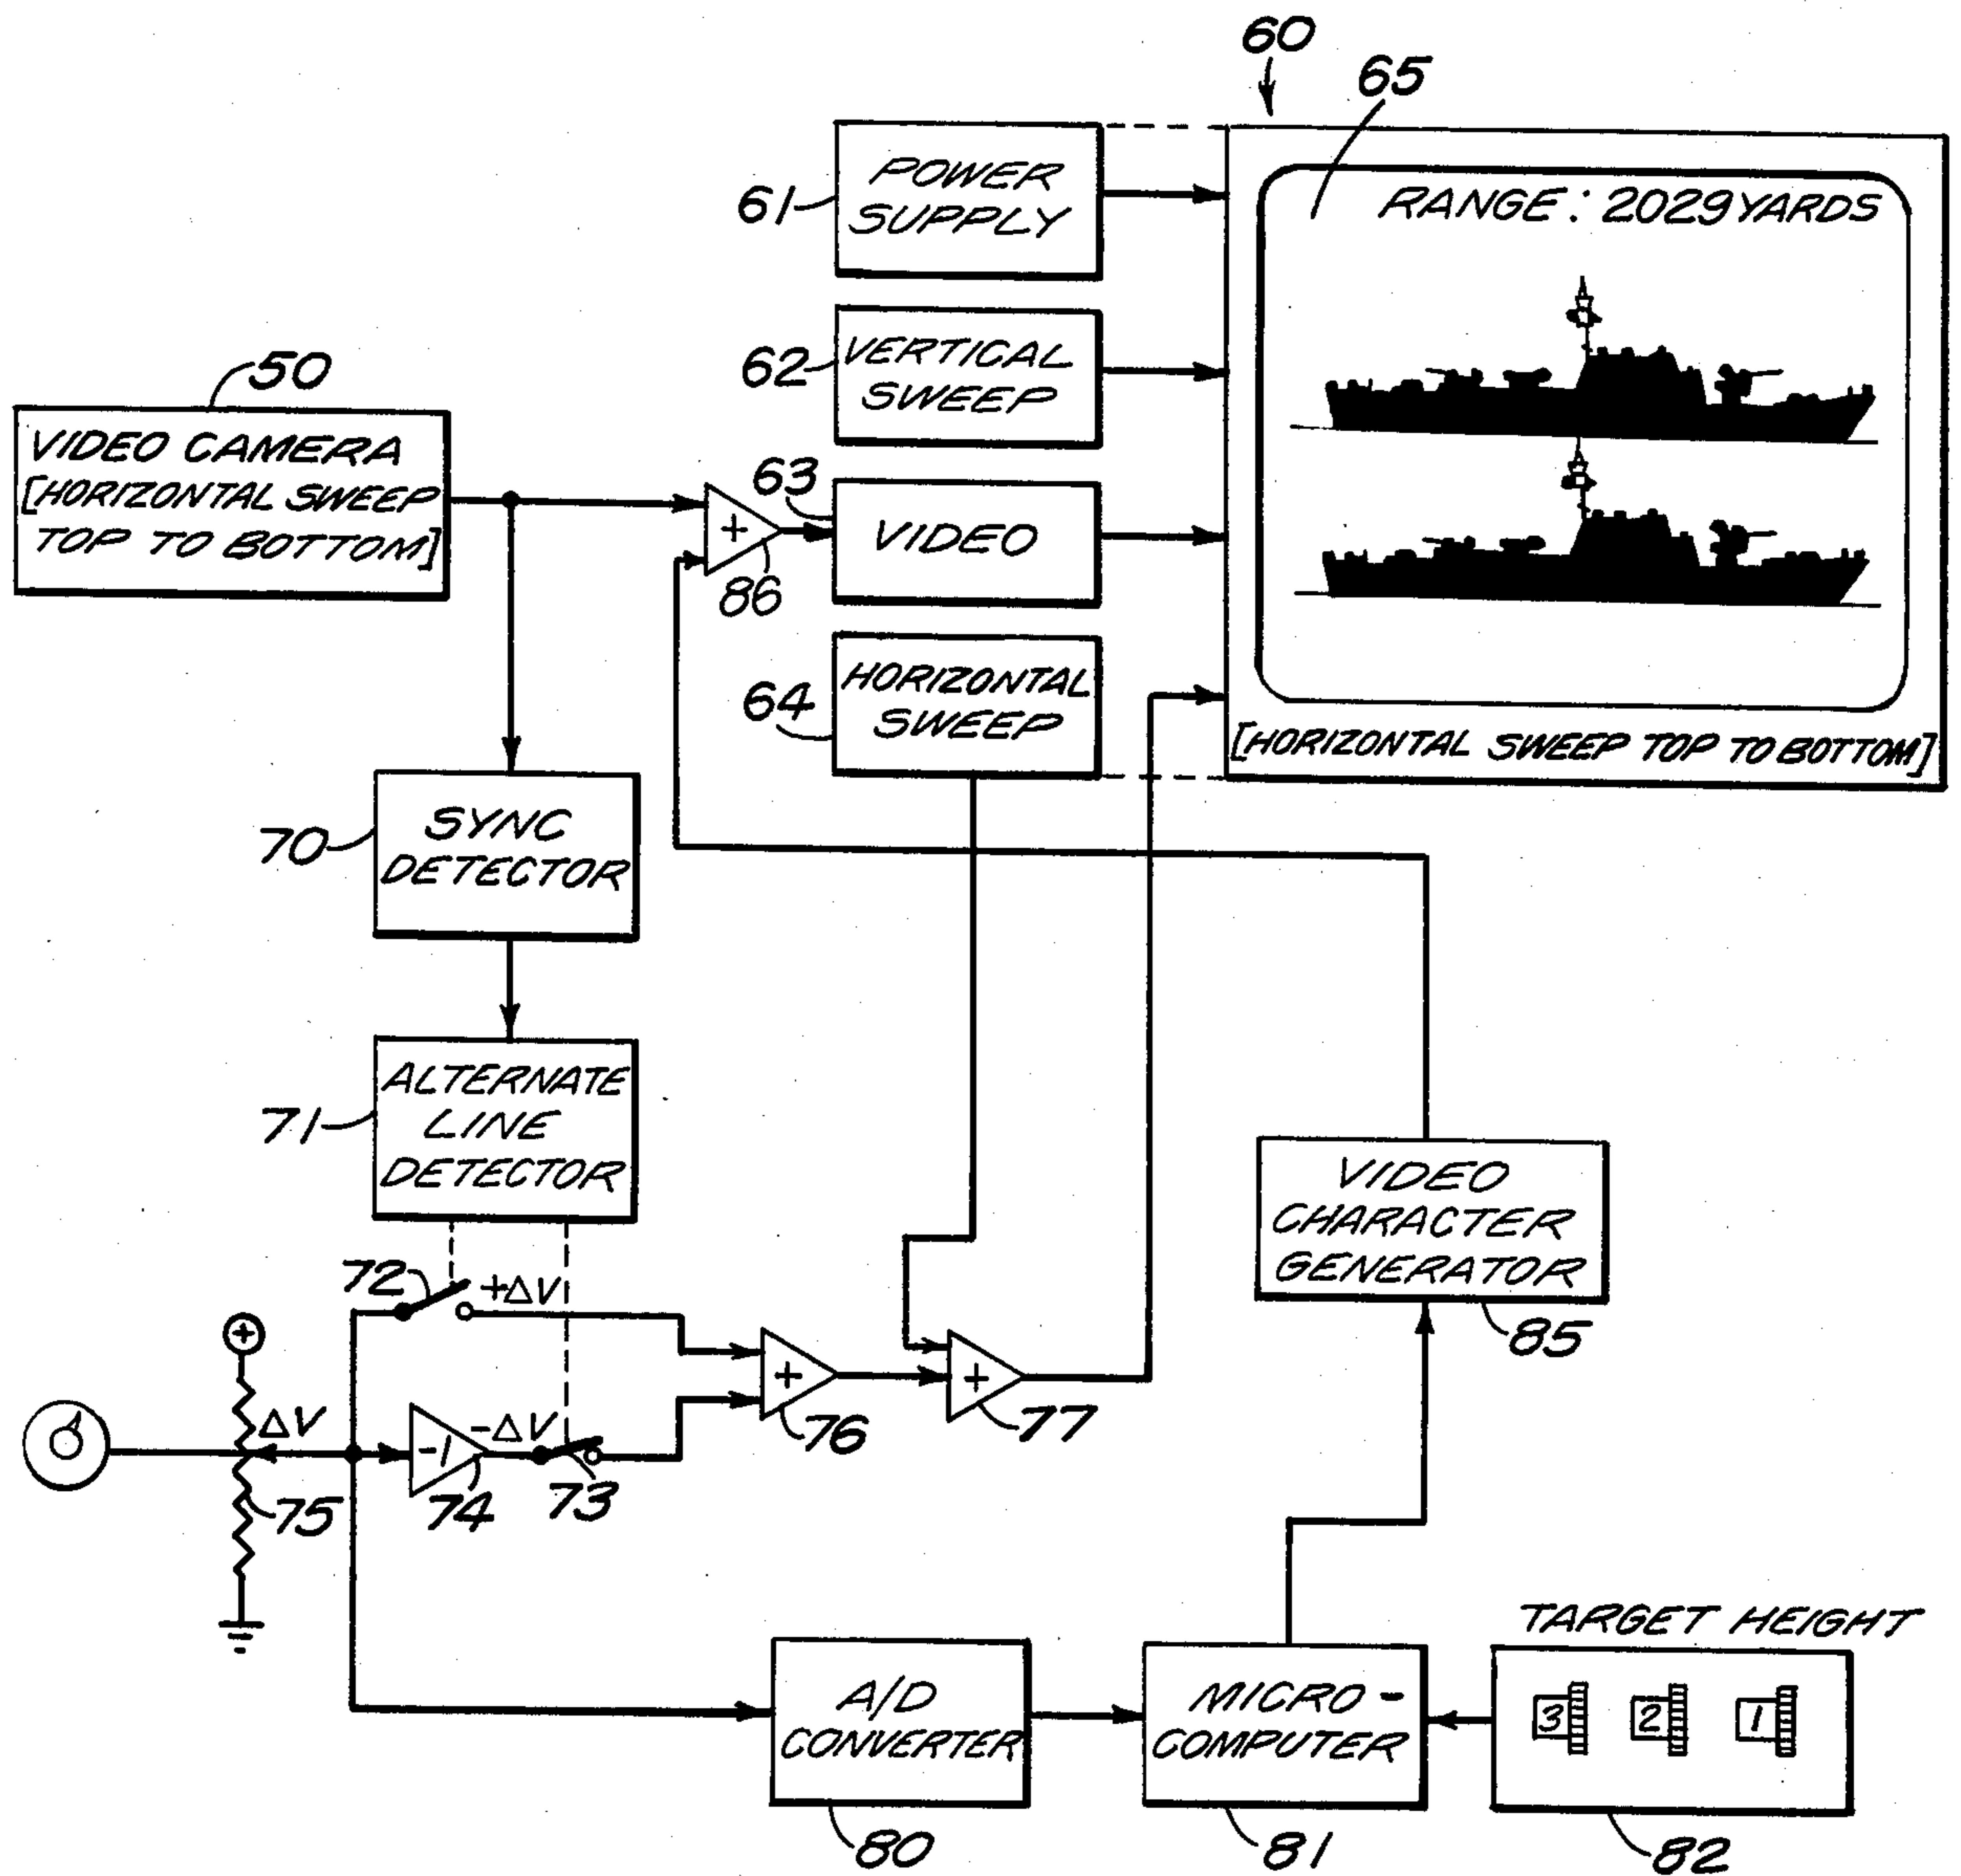 60
65
61
POWER
SUPPLY
RANGE: 2029 YARDS
62
VERTICAL
SWEEP
50
VIDEO CAMERA
[HORIZONTAL SWEEP
TOP TO BOTTOM]
+
86
63
VIDEO
64
HORIZONTAL
SWEEP
[HORIZONTAL SWEEP TOP TO BOTTOM]
70
SYNC
DETECTOR
71
ALTERNATE
LINE
DETECTOR
VIDEO
CHARACTER
GENERATOR
85
72
+ΔV
+
ΔV
75
-1
74
-ΔV
73
+
76
+
77
A/D
CONVERTER
80
MICRO-
COMPUTER
81
TARGET HEIGHT
3 2 1
82